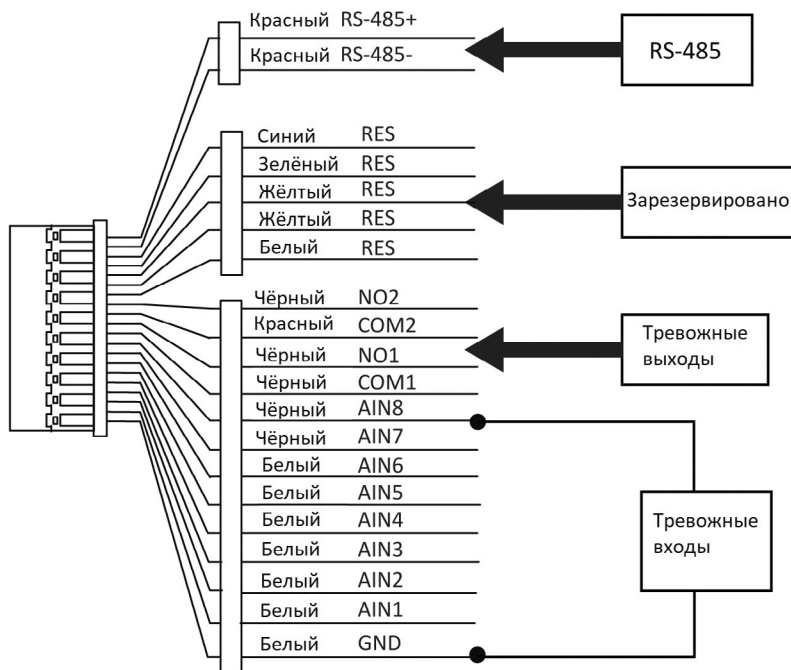 Красный RS-485+
Красный RS-485-
RS-485
Синий RES
Зелёный RES
Жёлтый RES
Жёлтый RES
Белый RES
Зарезервировано
Чёрный NO2
Красный COM2
Чёрный NO1
Чёрный COM1
Тревожные
выходы
Чёрный AIN8
Чёрный AIN7
Белый AIN6
Белый AIN5
Белый AIN4
Белый AIN3
Белый AIN2
Белый AIN1
Белый GND
Тревожные
входы